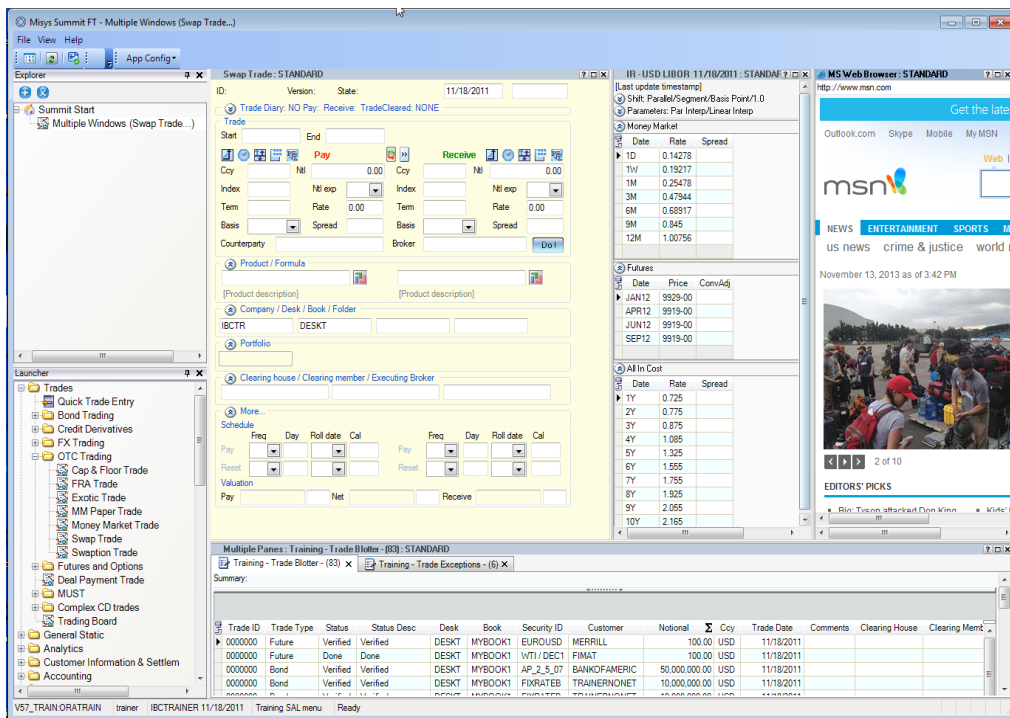 Misys Summit FT - Multiple Windows (Swap Trade...)
File View Help
App Config
Explorer
Summit Start
Multiple Windows (Swap Trade...)
Launcher
Trades
Quick Trade Entry
Bond Trading
Credit Derivatives
FX Trading
OTC Trading
Cap & Floor Trade
FRA Trade
Exotic Trade
MM Paper Trade
Money Market Trade
Swap Trade
Swaption Trade
Futures and Options
Deal Payment Trade
MUST
Complex CD trades
Trading Board
General Static
Analytics
Customer Information & Settlem
Accounting
Swap Trade : STANDARD
ID: Version: State: 11/18/2011
Trade Diary: NO Pay: Receive: TradeCleared: NONE
Trade
Start End
Pay Receive
Ccy Ntl 0.00 Ccy Ntl 0.00
Index Ntl exp Index Ntl exp
Term Rate 0.00 Term Rate 0.00
Basis Spread Basis Spread
Counterparty Broker Do!
Product / Formula
[Product description] [Product description]
Company / Desk / Book / Folder
IBCTR DESKT
Portfolio
Clearing house / Clearing member / Executing Broker
More...
Schedule
Freq Day Roll date Cal Freq Day Roll date Cal
Pay Pay
Reset Reset
Valuation
Pay Net Receive
IR - USD LIBOR 11/18/2011 : STANDAF
[Last update timestamp]
Shift: Parallel/Segment/Basis Point/1.0
Parameters: Par Interp/Linear Interp
Money Market
Date Rate Spread
1D 0.14278
1W 0.19217
1M 0.25478
3M 0.47944
6M 0.68917
9M 0.845
12M 1.00756
Futures
Date Price ConvAdj
JAN12 9929-00
APR12 9919-00
JUN12 9919-00
SEP12 9919-00
All In Cost
Date Rate Spread
1Y 0.725
2Y 0.775
3Y 0.875
4Y 1.085
5Y 1.325
6Y 1.555
7Y 1.755
8Y 1.925
9Y 2.055
10Y 2.165
MS Web Browser : STANDARD
http://www.msn.com
Get the late
Outlook.com Skype Mobile My MSN
Web
msn
NEWS ENTERTAINMENT SPORTS M
us news crime & justice world
November 13, 2013 as of 3:42 PM
2 of 10
EDITORS' PICKS
Big: Tyson attacked Don King Kids'
Multiple Panes : Training - Trade Blotter - (83) : STANDARD
Training - Trade Blotter - (83) Training - Trade Exceptions - (6)
Summary:
Trade ID Trade Type Status Status Desc Desk Book Security ID Customer Notional Σ Ccy Trade Date Comments Clearing House Clearing Memb
0000000 Future Verified Verified DESKT MYBOOK1 EUROUSD MERRILL 100.00 USD 11/18/2011
0000000 Future Done Done DESKT MYBOOK1 WTI / DEC1 FIMAT 100.00 USD 11/18/2011
0000000 Bond Verified Verified DESKT MYBOOK1 AP_2_5_07 BANKOFAMERIC 50,000,000.00 USD 11/18/2011
0000000 Bond Verified Verified DESKT MYBOOK1 FIXRATEB TRAINERNONET 10,000,000.00 USD 11/18/2011
V57_TRAIN:ORATRAIN trainer IBCTRAINER 11/18/2011 Training SAL menu Ready